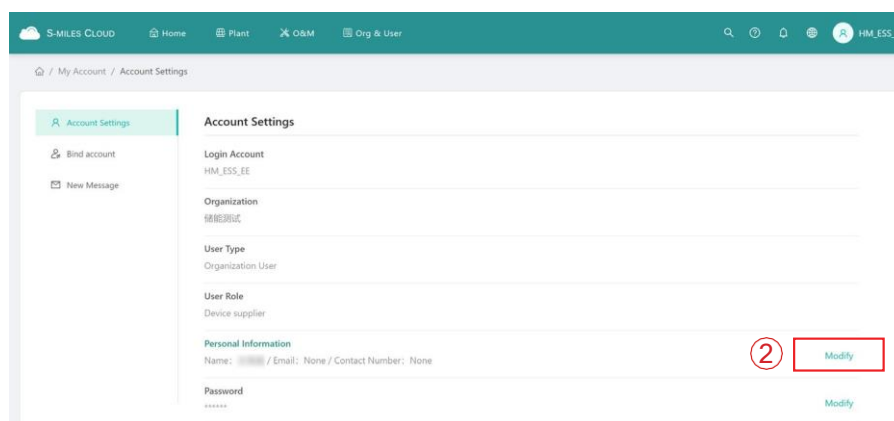 S-MILES CLOUD Home Plant O&M Org & User HM_ESS_
/ My Account / Account Settings
Account Settings
Bind account
New Message
Account Settings
Login Account
HM_ESS_EE
Organization
储能测试
User Type
Organization User
User Role
Device supplier
Personal Information
Name: / Email: None / Contact Number: None
② Modify
Password
******
Modify